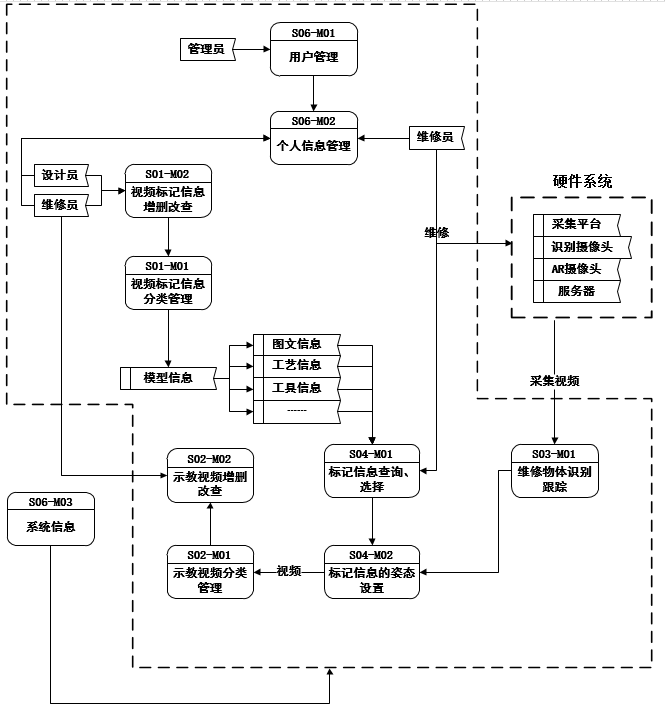 S06-M01
管理员
用户管理
S06-M02
个人信息管理
维修员
设计员
维修员
S01-M02
视频标记信息
增删改查
硬件系统
采集平台
识别摄像头
AR摄像头
服务器
维修
S01-M01
视频标记信息
分类管理
模型信息
图文信息
工艺信息
工具信息
------
采集视频
S04-M01
标记信息查询、
选择
S03-M01
维修物体识别
跟踪
S02-M02
示教视频增删
改查
S06-M03
系统信息
S02-M01
示教视频分类
管理
视频
S04-M02
标记信息的姿态
设置